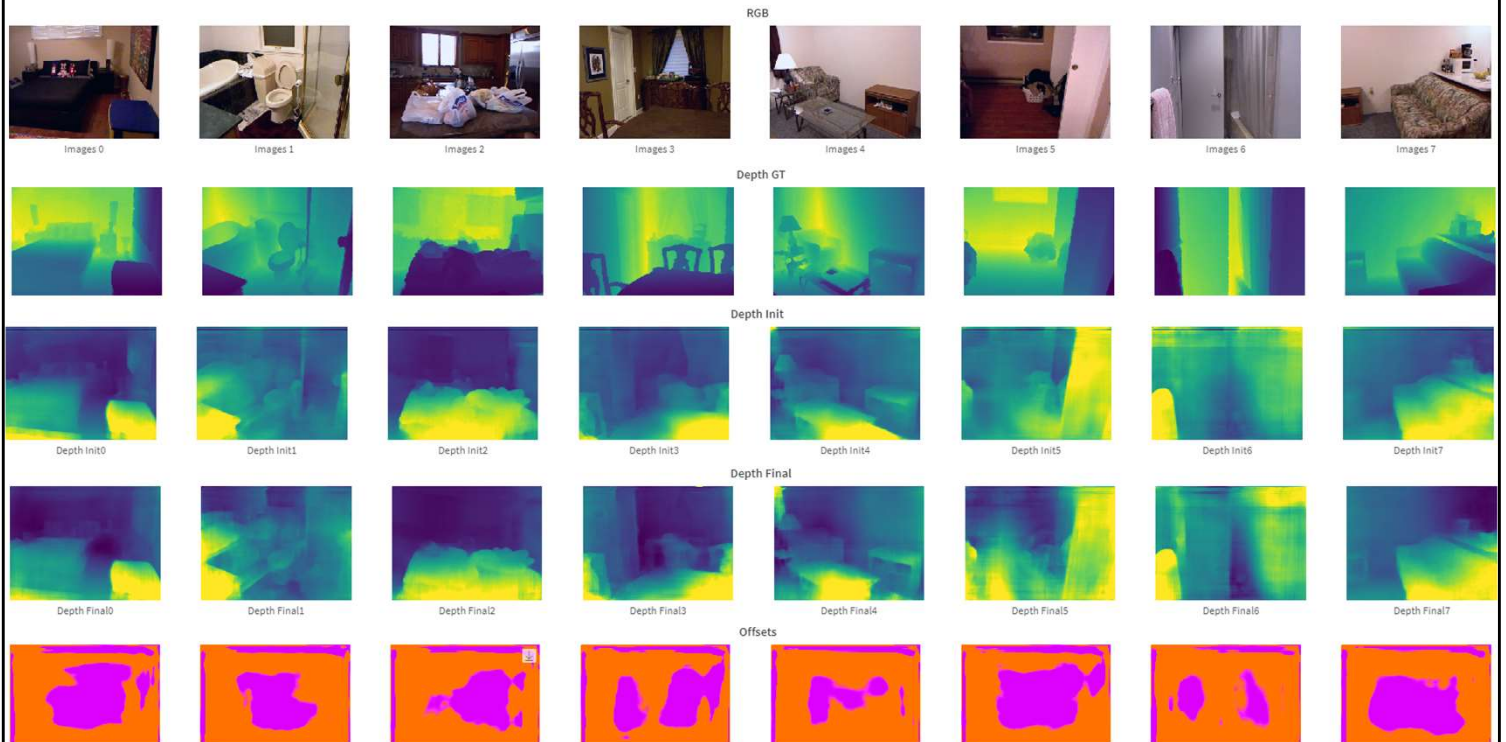 RGB
Images 0 Images 1 Images 2 Images 3 Images 4 Images 5 Images 6 Images 7
Depth GT
Depth Init
Depth Init0 Depth Init1 Depth Init2 Depth Init3 Depth Init4 Depth Init5 Depth Init6 Depth Init7
Depth Final
Depth Final0 Depth Final1 Depth Final2 Depth Final3 Depth Final4 Depth Final5 Depth Final6 Depth Final7
Offsets